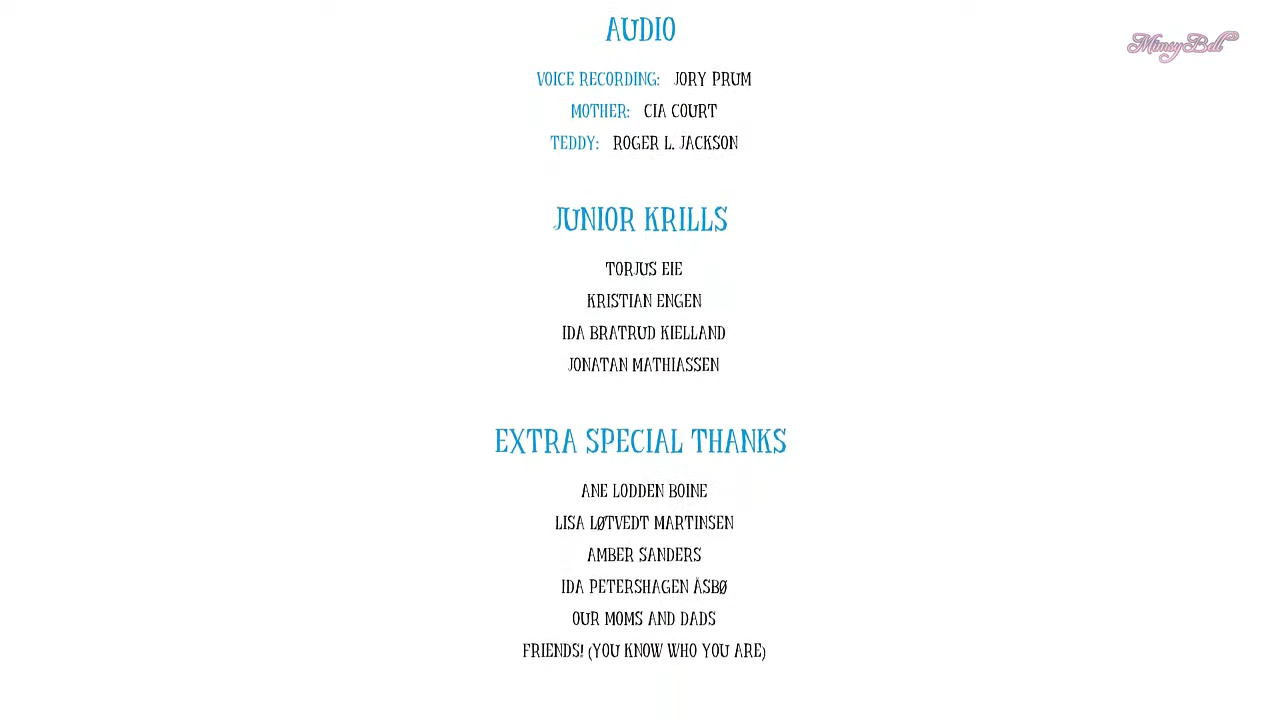 AUDIO
MimsyBell
VOICE RECORDING: JORY PRUM
MOTHER: CIA COURT
TEDDY: ROGER L. JACKSON
JUNIOR KRILLS
TORJUS EIE
KRISTIAN ENGEN
IDA BRATRUD KIELLAND
JONATAN MATHIASSEN
EXTRA SPECIAL THANKS
ANE LODDEN BOINE
LISA LØTVEDT MARTINSEN
AMBER SANDERS
IDA PETERSHAGEN ÅSBØ
OUR MOMS AND DADS
FRIENDS! (YOU KNOW WHO YOU ARE)